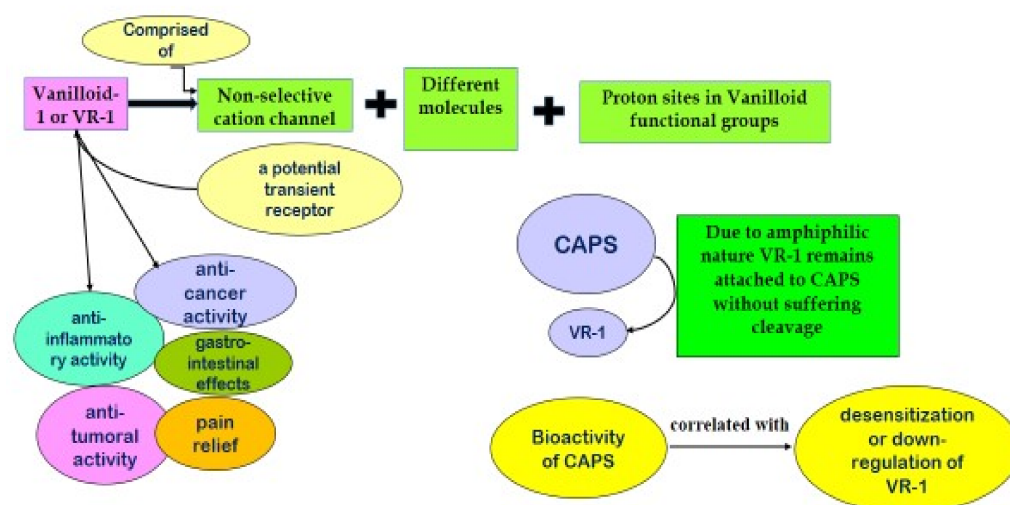 Comprised
of
Vanilloid-
1 or VR-1
Non-selective
cation channel
Different
molecules
Proton sites in Vanilloid
functional groups
a potential
transient
receptor
CAPS
VR-1
Due to amphiphilic
nature VR-1 remains
attached to CAPS
without suffering
cleavage
anti-
cancer
activity
anti-
inflammato
ry activity
gastro-
intestinal
effects
anti-
tumoral
activity
pain
relief
Bioactivity
of CAPS
correlated with
desensitization
or down-
regulation of
VR-1